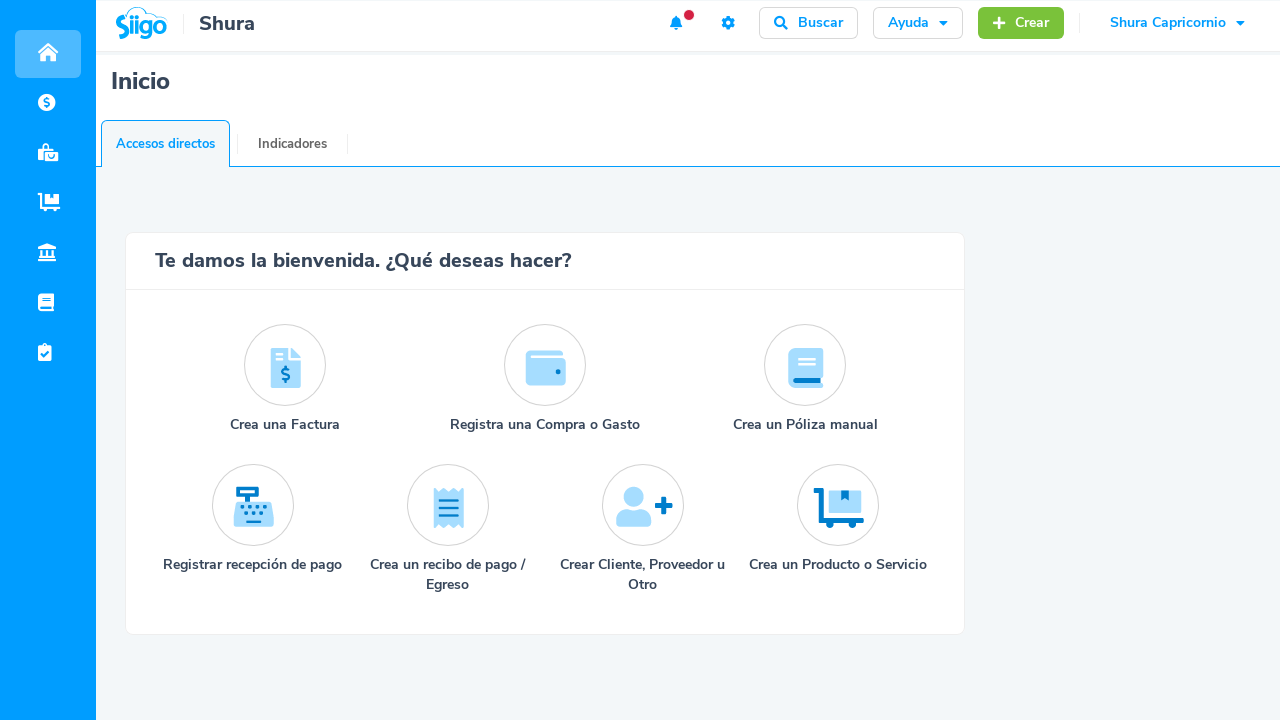 Siigo
Shura
Buscar
Ayuda
Crear
Shura Capricornio
Inicio
Accesos directos
Indicadores
Te damos la bienvenida. ¿Qué deseas hacer?
Crea una Factura
Registra una Compra o Gasto
Crea un Póliza manual
Registrar recepción de pago
Crea un recibo de pago /
Egreso
Crear Cliente, Proveedor u
Otro
Crea un Producto o Servicio